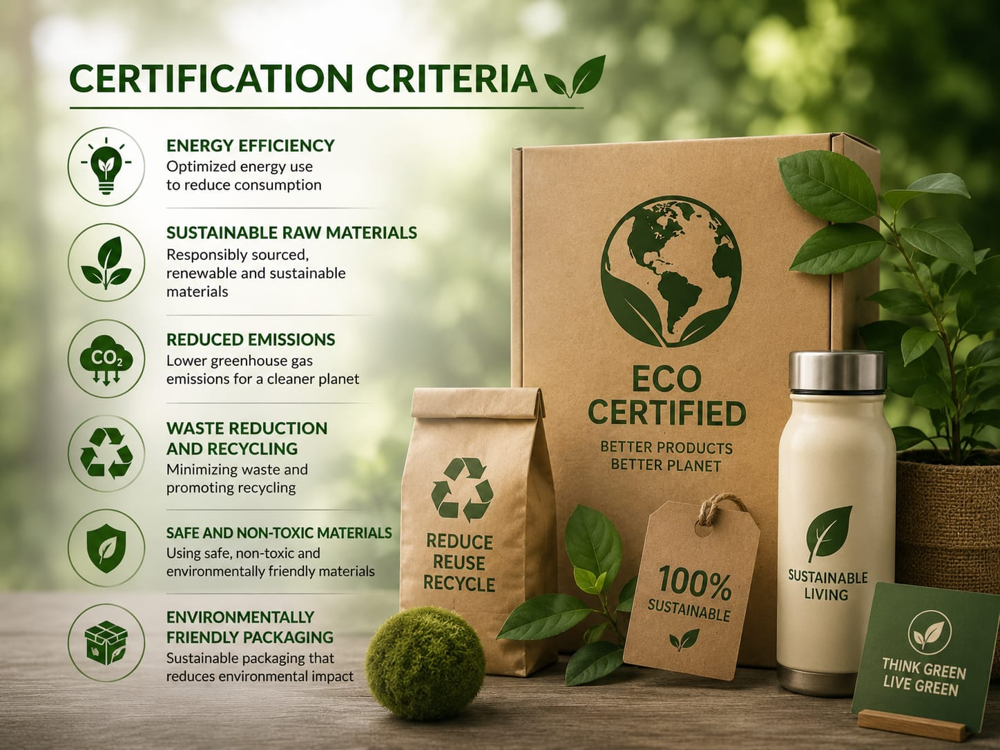 CERTIFICATION CRITERIA
ENERGY EFFICIENCY
Optimized energy use
to reduce consumption
SUSTAINABLE RAW MATERIALS
Responsibly sourced,
renewable and sustainable
materials
CO₂
REDUCED EMISSIONS
Lower greenhouse gas
emissions for a cleaner planet
WASTE REDUCTION
AND RECYCLING
Minimizing waste and
promoting recycling
SAFE AND NON-TOXIC MATERIALS
Using safe, non-toxic and
environmentally friendly materials
ENVIRONMENTALLY
FRIENDLY PACKAGING
Sustainable packaging that
reduces environmental impact
ECO
CERTIFIED
BETTER PRODUCTS
BETTER PLANET
REDUCE
REUSE
RECYCLE
100%
SUSTAINABLE
SUSTAINABLE
LIVING
THINK GREEN
LIVE GREEN